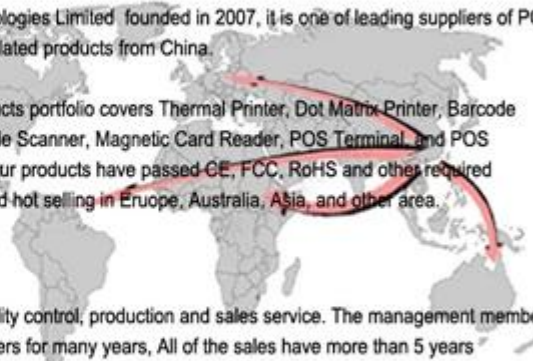 ologies Limited founded in 2007, it is one of leading suppliers of PO
lated products from China.
cts portfolio covers Thermal Printer, Dot Matrix Printer, Barcode
le Scanner, Magnetic Card Reader, POS Terminal, and POS
ur products have passed CE, FCC, RoHS and other required
d hot selling in Eruope, Australia, Asia, and other area.
lity control, production and sales service. The management membe
ers for many years, All of the sales have more than 5 years